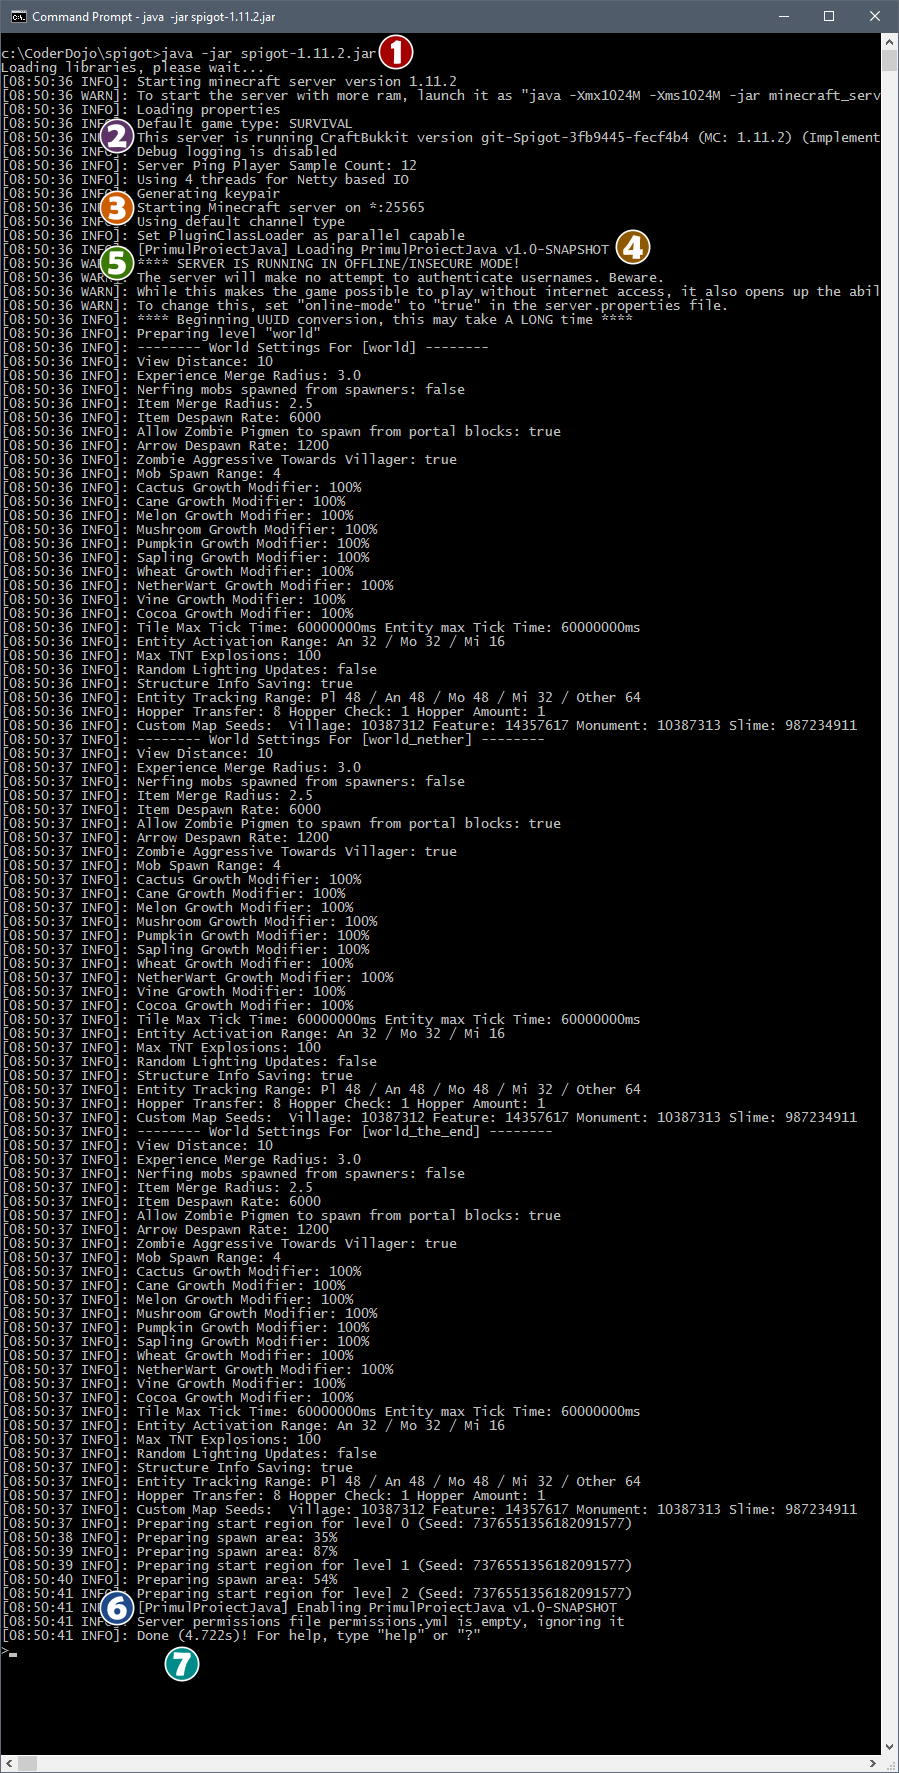 Command Prompt - java  -jar spigot-1.11.2.jar
c:\CoderDojo\spigot>java -jar spigot-1.11.2.jar 1
Loading libraries, please wait...
[08:50:36 INFO]: Starting minecraft server version 1.11.2
[08:50:36 WARN]: To start the server with more ram, launch it as "java -Xmx1024M -Xms1024M -jar minecraft_serv
[08:50:36 INFO]: Loading properties
[08:50:36 INFO]: Default game type: SURVIVAL
[08:50:36 INF 2 This server is running CraftBukkit version git-Spigot-3fb9445-fecf4b4 (MC: 1.11.2) (Implement
[08:50:36 INFO]: Debug logging is disabled
[08:50:36 INFO]: Server Ping Player Sample Count: 12
[08:50:36 INFO]: Using 4 threads for Netty based IO
[08:50:36 INFO]: Generating keypair
[08:50:36 INF 3 Starting Minecraft server on *:25565
[08:50:36 INFO]: Using default channel type
[08:50:36 INFO]: Set PluginClassLoader as parallel capable
[08:50:36 INFO]: [PrimulProiectJava] Loading PrimulProiectJava v1.0-SNAPSHOT 4
[08:50:36 WA 5 **** SERVER IS RUNNING IN OFFLINE/INSECURE MODE!
[08:50:36 WARN]: The server will make no attempt to authenticate usernames. Beware.
[08:50:36 WARN]: While this makes the game possible to play without internet access, it also opens up the abil
[08:50:36 WARN]: To change this, set "online-mode" to "true" in the server.properties file.
[08:50:36 INFO]: **** Beginning UUID conversion, this may take A LONG time ****
[08:50:36 INFO]: Preparing level "world"
[08:50:36 INFO]: -------- World Settings For [world] --------
[08:50:36 INFO]: View Distance: 10
[08:50:36 INFO]: Experience Merge Radius: 3.0
[08:50:36 INFO]: Nerfing mobs spawned from spawners: false
[08:50:36 INFO]: Item Merge Radius: 2.5
[08:50:36 INFO]: Item Despawn Rate: 6000
[08:50:36 INFO]: Allow Zombie Pigmen to spawn from portal blocks: true
[08:50:36 INFO]: Arrow Despawn Rate: 1200
[08:50:36 INFO]: Zombie Aggressive Towards Villager: true
[08:50:36 INFO]: Mob Spawn Range: 4
[08:50:36 INFO]: Cactus Growth Modifier: 100%
[08:50:36 INFO]: Cane Growth Modifier: 100%
[08:50:36 INFO]: Melon Growth Modifier: 100%
[08:50:36 INFO]: Mushroom Growth Modifier: 100%
[08:50:36 INFO]: Pumpkin Growth Modifier: 100%
[08:50:36 INFO]: Sapling Growth Modifier: 100%
[08:50:36 INFO]: Wheat Growth Modifier: 100%
[08:50:36 INFO]: NetherWart Growth Modifier: 100%
[08:50:36 INFO]: Vine Growth Modifier: 100%
[08:50:36 INFO]: Cocoa Growth Modifier: 100%
[08:50:36 INFO]: Tile Max Tick Time: 60000000ms Entity max Tick Time: 60000000ms
[08:50:36 INFO]: Entity Activation Range: An 32 / Mo 32 / Mi 16
[08:50:36 INFO]: Max TNT Explosions: 100
[08:50:36 INFO]: Random Lighting Updates: false
[08:50:36 INFO]: Structure Info Saving: true
[08:50:36 INFO]: Entity Tracking Range: Pl 48 / An 48 / Mo 48 / Mi 32 / Other 64
[08:50:36 INFO]: Hopper Transfer: 8 Hopper Check: 1 Hopper Amount: 1
[08:50:36 INFO]: Custom Map Seeds:  Village: 10387312 Feature: 14357617 Monument: 10387313 Slime: 987234911
[08:50:37 INFO]: -------- World Settings For [world_nether] --------
[08:50:37 INFO]: View Distance: 10
[08:50:37 INFO]: Experience Merge Radius: 3.0
[08:50:37 INFO]: Nerfing mobs spawned from spawners: false
[08:50:37 INFO]: Item Merge Radius: 2.5
[08:50:37 INFO]: Item Despawn Rate: 6000
[08:50:37 INFO]: Allow Zombie Pigmen to spawn from portal blocks: true
[08:50:37 INFO]: Arrow Despawn Rate: 1200
[08:50:37 INFO]: Zombie Aggressive Towards Villager: true
[08:50:37 INFO]: Mob Spawn Range: 4
[08:50:37 INFO]: Cactus Growth Modifier: 100%
[08:50:37 INFO]: Cane Growth Modifier: 100%
[08:50:37 INFO]: Melon Growth Modifier: 100%
[08:50:37 INFO]: Mushroom Growth Modifier: 100%
[08:50:37 INFO]: Pumpkin Growth Modifier: 100%
[08:50:37 INFO]: Sapling Growth Modifier: 100%
[08:50:37 INFO]: Wheat Growth Modifier: 100%
[08:50:37 INFO]: NetherWart Growth Modifier: 100%
[08:50:37 INFO]: Vine Growth Modifier: 100%
[08:50:37 INFO]: Cocoa Growth Modifier: 100%
[08:50:37 INFO]: Tile Max Tick Time: 60000000ms Entity max Tick Time: 60000000ms
[08:50:37 INFO]: Entity Activation Range: An 32 / Mo 32 / Mi 16
[08:50:37 INFO]: Max TNT Explosions: 100
[08:50:37 INFO]: Random Lighting Updates: false
[08:50:37 INFO]: Structure Info Saving: true
[08:50:37 INFO]: Entity Tracking Range: Pl 48 / An 48 / Mo 48 / Mi 32 / Other 64
[08:50:37 INFO]: Hopper Transfer: 8 Hopper Check: 1 Hopper Amount: 1
[08:50:37 INFO]: Custom Map Seeds:  Village: 10387312 Feature: 14357617 Monument: 10387313 Slime: 987234911
[08:50:37 INFO]: -------- World Settings For [world_the_end] --------
[08:50:37 INFO]: View Distance: 10
[08:50:37 INFO]: Experience Merge Radius: 3.0
[08:50:37 INFO]: Nerfing mobs spawned from spawners: false
[08:50:37 INFO]: Item Merge Radius: 2.5
[08:50:37 INFO]: Item Despawn Rate: 6000
[08:50:37 INFO]: Allow Zombie Pigmen to spawn from portal blocks: true
[08:50:37 INFO]: Arrow Despawn Rate: 1200
[08:50:37 INFO]: Zombie Aggressive Towards Villager: true
[08:50:37 INFO]: Mob Spawn Range: 4
[08:50:37 INFO]: Cactus Growth Modifier: 100%
[08:50:37 INFO]: Cane Growth Modifier: 100%
[08:50:37 INFO]: Melon Growth Modifier: 100%
[08:50:37 INFO]: Mushroom Growth Modifier: 100%
[08:50:37 INFO]: Pumpkin Growth Modifier: 100%
[08:50:37 INFO]: Sapling Growth Modifier: 100%
[08:50:37 INFO]: Wheat Growth Modifier: 100%
[08:50:37 INFO]: NetherWart Growth Modifier: 100%
[08:50:37 INFO]: Vine Growth Modifier: 100%
[08:50:37 INFO]: Cocoa Growth Modifier: 100%
[08:50:37 INFO]: Tile Max Tick Time: 60000000ms Entity max Tick Time: 60000000ms
[08:50:37 INFO]: Entity Activation Range: An 32 / Mo 32 / Mi 16
[08:50:37 INFO]: Max TNT Explosions: 100
[08:50:37 INFO]: Random Lighting Updates: false
[08:50:37 INFO]: Structure Info Saving: true
[08:50:37 INFO]: Entity Tracking Range: Pl 48 / An 48 / Mo 48 / Mi 32 / Other 64
[08:50:37 INFO]: Hopper Transfer: 8 Hopper Check: 1 Hopper Amount: 1
[08:50:37 INFO]: Custom Map Seeds:  Village: 10387312 Feature: 14357617 Monument: 10387313 Slime: 987234911
[08:50:37 INFO]: Preparing start region for level 0 (Seed: 7376551356182091577)
[08:50:38 INFO]: Preparing spawn area: 35%
[08:50:39 INFO]: Preparing spawn area: 87%
[08:50:39 INFO]: Preparing start region for level 1 (Seed: 7376551356182091577)
[08:50:40 INFO]: Preparing spawn area: 54%
[08:50:41 INFO]: Preparing start region for level 2 (Seed: 7376551356182091577)
[08:50:41 INF 6 [PrimulProiectJava] Enabling PrimulProiectJava v1.0-SNAPSHOT
[08:50:41 INFO]: Server permissions file permissions.yml is empty, ignoring it
[08:50:41 INFO]: Done (4.722s)! For help, type "help" or "?"
>_
7